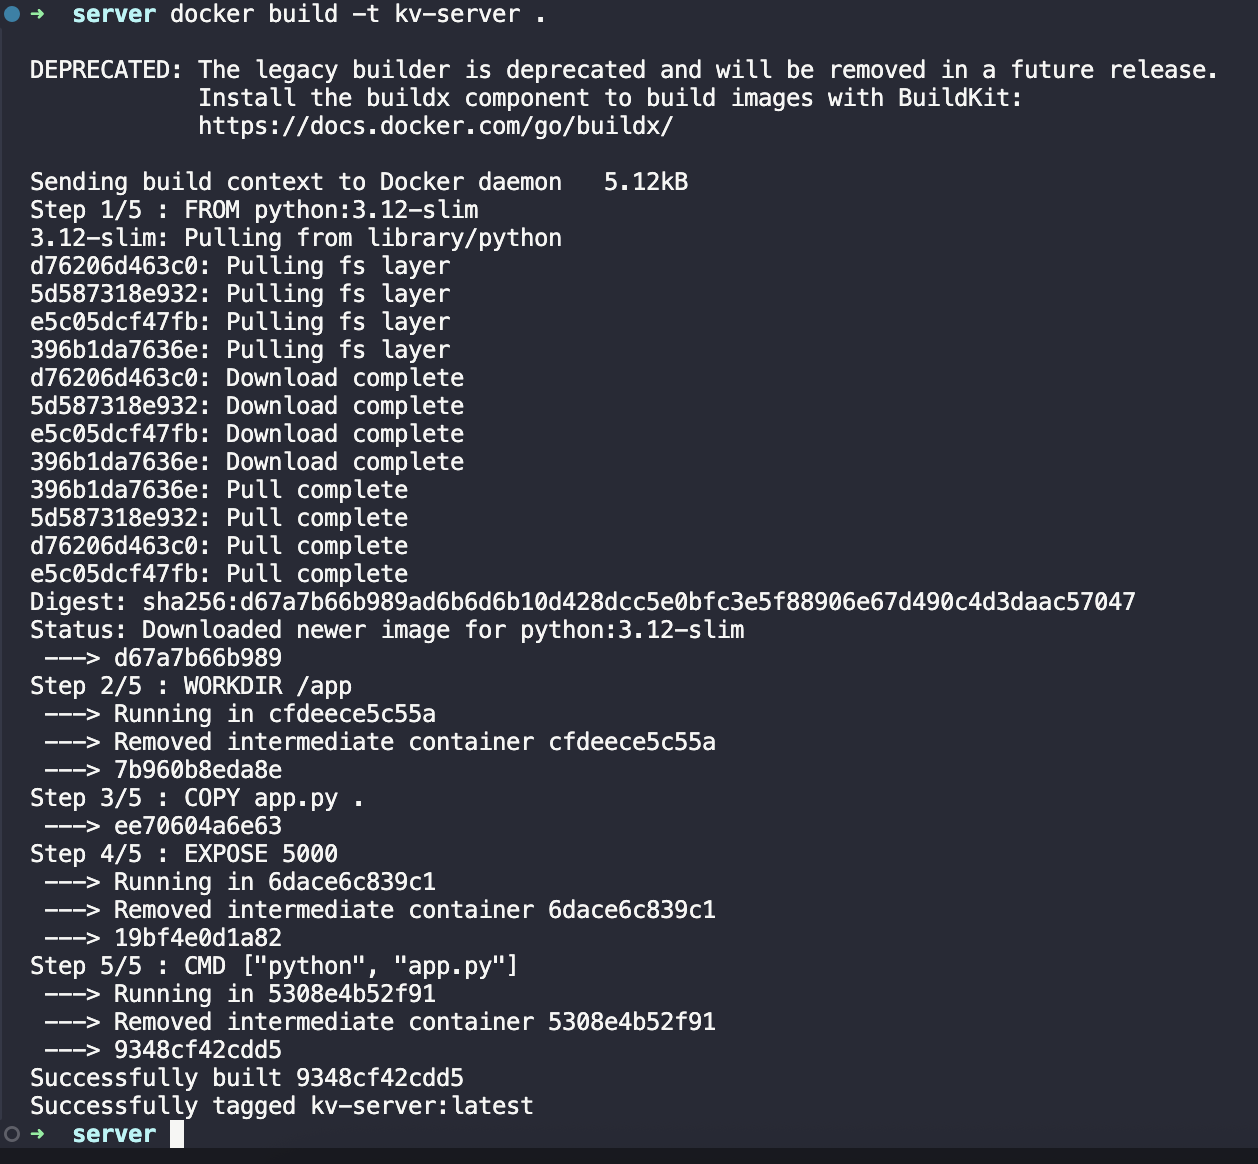 ➜ server docker build -t kv-server .
DEPRECATED: The legacy builder is deprecated and will be removed in a future release.
Install the buildx component to build images with BuildKit:
https://docs.docker.com/go/buildx/
Sending build context to Docker daemon 5.12kB
Step 1/5 : FROM python:3.12-slim
3.12-slim: Pulling from library/python
d76206d463c0: Pulling fs layer
5d587318e932: Pulling fs layer
e5c05dcf47fb: Pulling fs layer
396b1da7636e: Pulling fs layer
d76206d463c0: Download complete
5d587318e932: Download complete
e5c05dcf47fb: Download complete
396b1da7636e: Download complete
396b1da7636e: Pull complete
5d587318e932: Pull complete
d76206d463c0: Pull complete
e5c05dcf47fb: Pull complete
Digest: sha256:d67a7b66b989ad6b6d6b10d428dcc5e0bfc3e5f88906e67d490c4d3daac57047
Status: Downloaded newer image for python:3.12-slim
---> d67a7b66b989
Step 2/5 : WORKDIR /app
---> Running in cfdeece5c55a
---> Removed intermediate container cfdeece5c55a
---> 7b960b8eda8e
Step 3/5 : COPY app.py .
---> ee70604a6e63
Step 4/5 : EXPOSE 5000
---> Running in 6dace6c839c1
---> Removed intermediate container 6dace6c839c1
---> 19bf4e0d1a82
Step 5/5 : CMD ["python", "app.py"]
---> Running in 5308e4b52f91
---> Removed intermediate container 5308e4b52f91
---> 9348cf42cdd5
Successfully built 9348cf42cdd5
Successfully tagged kv-server:latest
➜ server